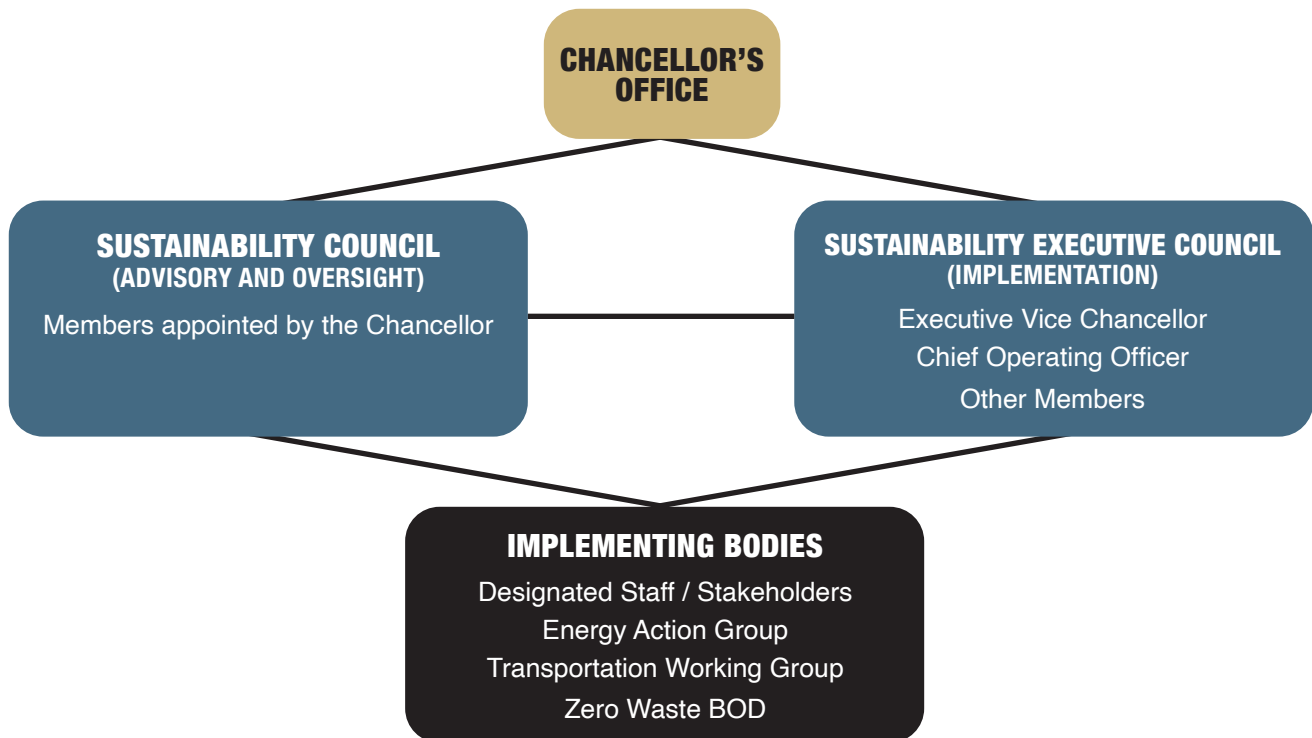 CHANCELLOR’S
OFFICE
SUSTAINABILITY COUNCIL
(ADVISORY AND OVERSIGHT)
Members appointed by the Chancellor
SUSTAINABILITY EXECUTIVE COUNCIL
(IMPLEMENTATION)
Executive Vice Chancellor
Chief Operating Officer
Other Members
IMPLEMENTING BODIES
Designated Staff / Stakeholders
Energy Action Group
Transportation Working Group
Zero Waste BOD